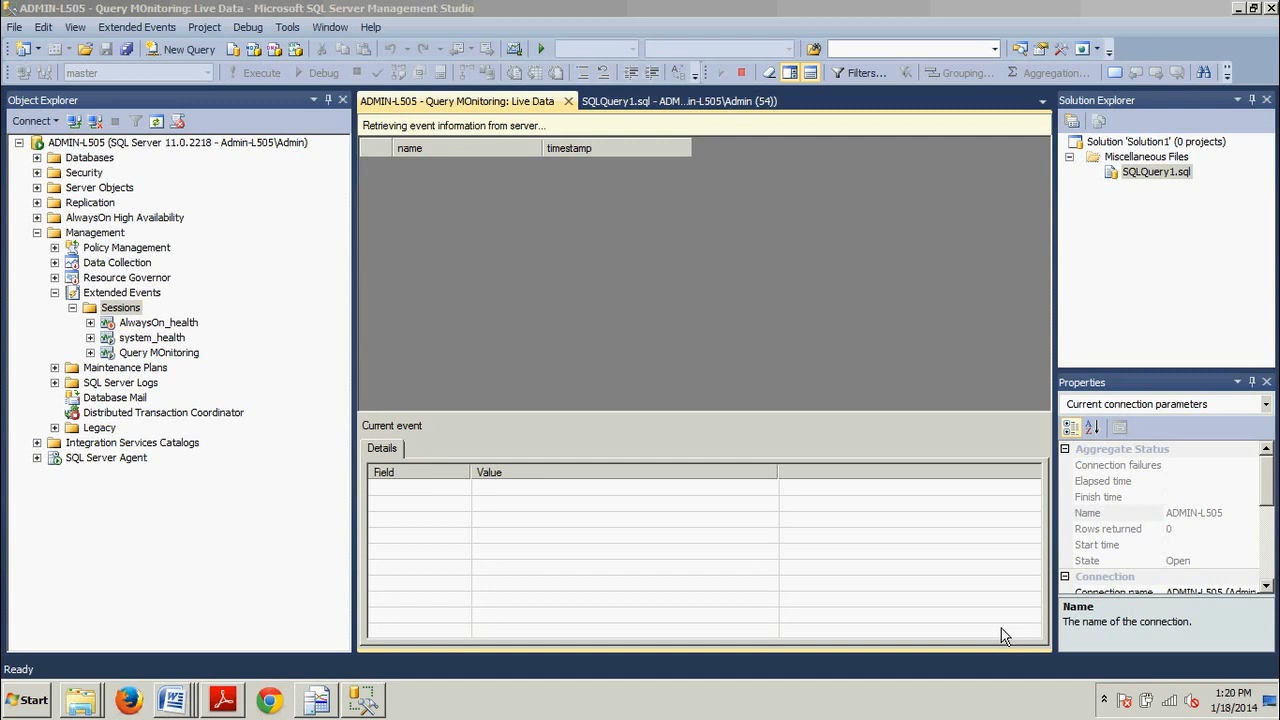 ADMIN-L505 - Query MOnitoring: Live Data - Microsoft SQL Server Management Studio
File Edit View Extended Events Project Debug Tools Window Help
New Query
master Execute Debug Filters... Grouping... Aggregation...
Object Explorer
Connect
ADMIN-L505 (SQL Server 11.0.2218 - Admin-L505\Admin)
Databases
Security
Server Objects
Replication
AlwaysOn High Availability
Management
Policy Management
Data Collection
Resource Governor
Extended Events
Sessions
AlwaysOn_health
system_health
Query MOnitoring
Maintenance Plans
SQL Server Logs
Database Mail
Distributed Transaction Coordinator
Legacy
Integration Services Catalogs
SQL Server Agent
ADMIN-L505 - Query MOnitoring: Live Data SQLQuery1.sql - ADM...in-L505\Admin (54))
Retrieving event information from server...
name timestamp
Current event
Details
Field Value
Solution Explorer
Solution 'Solution1' (0 projects)
Miscellaneous Files
SQLQuery1.sql
Properties
Current connection parameters
Aggregate Status
Connection failures
Elapsed time
Finish time
Name ADMIN-L505
Rows returned 0
Start time
State Open
Connection
Connection name ADMIN-L505 (Admin-
Name
The name of the connection.
Ready
Start
1:20 PM
1/18/2014